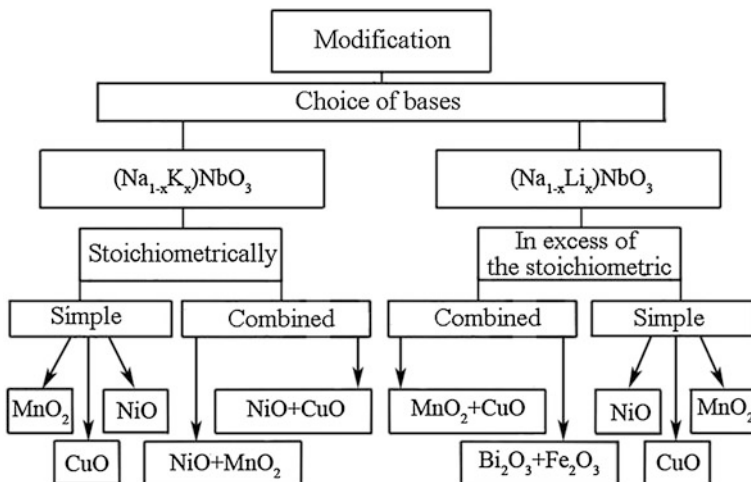 Modification
Choice of bases
(Na₁₋ₓKₓ)NbO₃
(Na₁₋ₓLiₓ)NbO₃
Stoichiometrically
In excess of
the stoichiometric
Simple
Combined
Combined
Simple
MnO₂
NiO
NiO+CuO
MnO₂+CuO
NiO
MnO₂
CuO
NiO+MnO₂
Bi₂O₃+Fe₂O₃
CuO